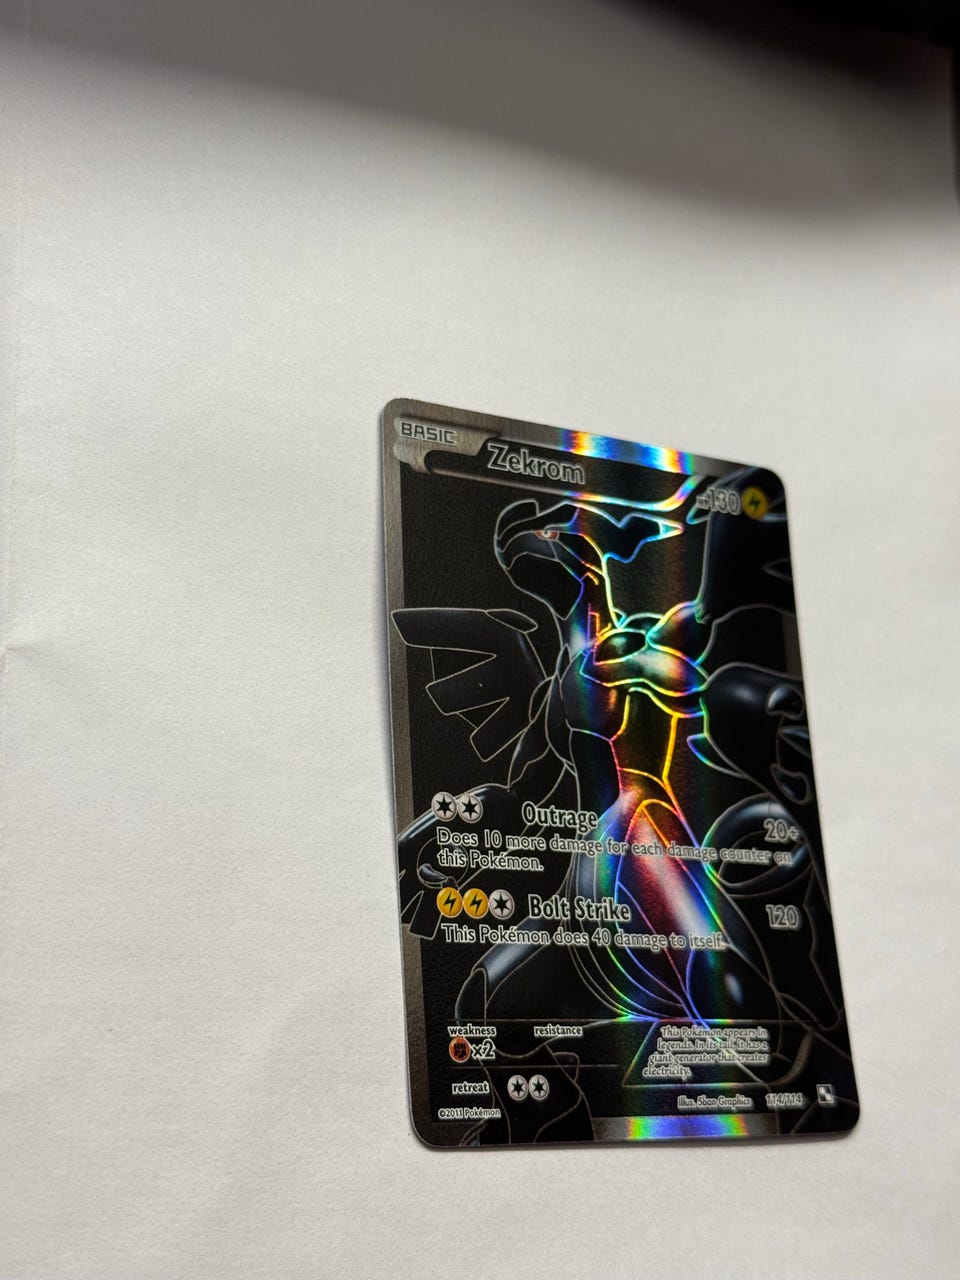 BASIC
Zekrom
HP130
Outrage 20+
Does 10 more damage for each damage counter on
this Pokémon.
Bolt Strike 120
This Pokémon does 40 damage to itself.
weakness resistance
×2
This Pokémon appears in
legends. In its tail, it has a
giant generator that creates
electricity.
retreat
Illus. 5ban Graphics 114/114
©2011 Pokémon